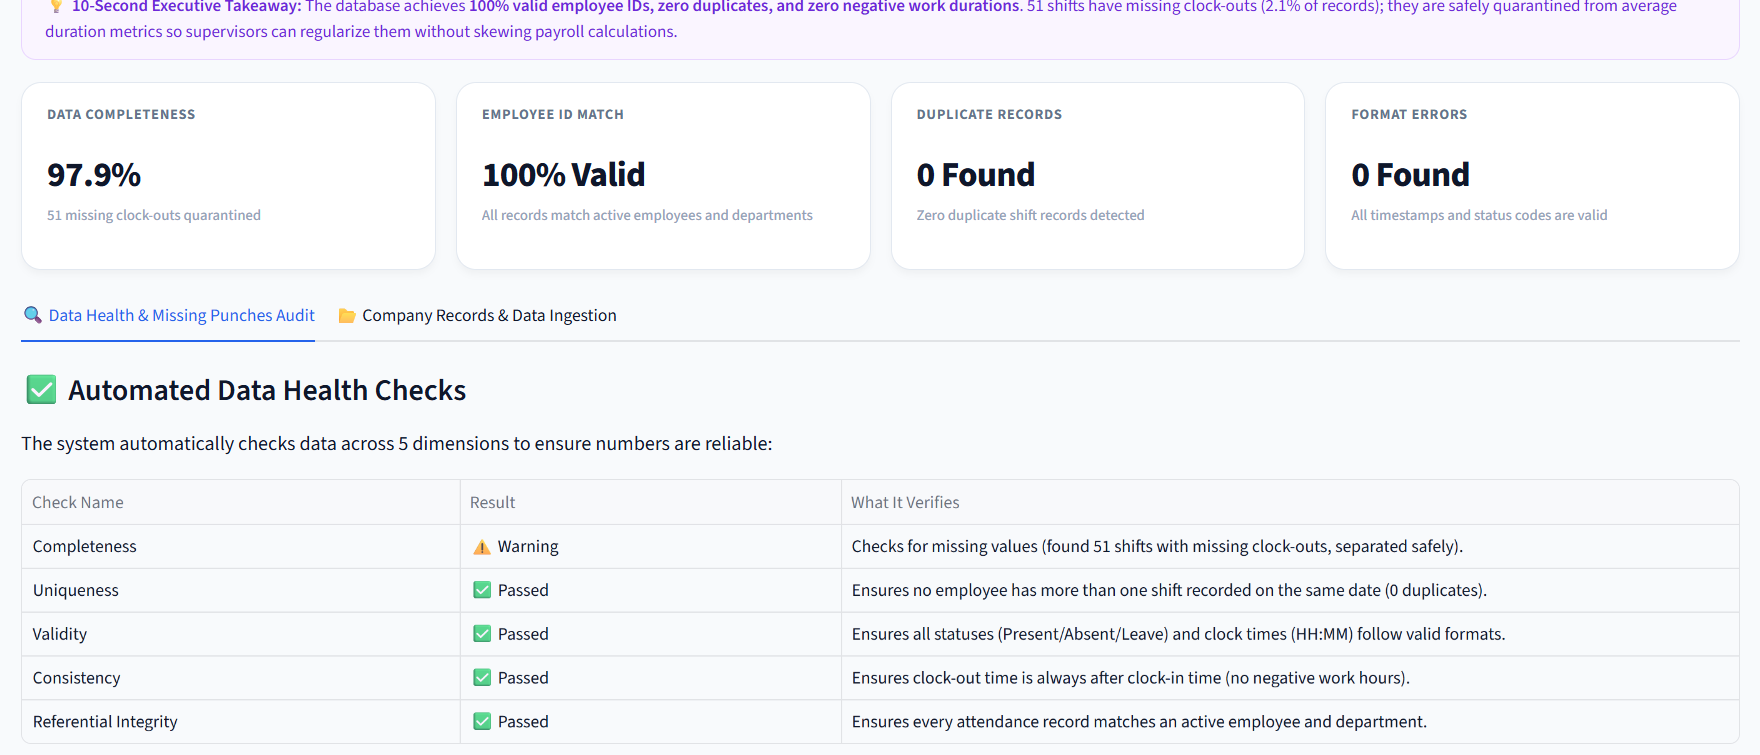 💡 10-Second Executive Takeaway: The database achieves 100% valid employee IDs, zero duplicates, and zero negative work durations. 51 shifts have missing clock-outs (2.1% of records); they are safely quarantined from average
duration metrics so supervisors can regularize them without skewing payroll calculations.
DATA COMPLETENESS
97.9%
51 missing clock-outs quarantined
EMPLOYEE ID MATCH
100% Valid
All records match active employees and departments
DUPLICATE RECORDS
0 Found
Zero duplicate shift records detected
FORMAT ERRORS
0 Found
All timestamps and status codes are valid
🔍 Data Health & Missing Punches Audit
📁 Company Records & Data Ingestion
✅ Automated Data Health Checks
The system automatically checks data across 5 dimensions to ensure numbers are reliable:
Check Name Result What It Verifies
Completeness ⚠️ Warning Checks for missing values (found 51 shifts with missing clock-outs, separated safely).
Uniqueness ✅ Passed Ensures no employee has more than one shift recorded on the same date (0 duplicates).
Validity ✅ Passed Ensures all statuses (Present/Absent/Leave) and clock times (HH:MM) follow valid formats.
Consistency ✅ Passed Ensures clock-out time is always after clock-in time (no negative work hours).
Referential Integrity ✅ Passed Ensures every attendance record matches an active employee and department.